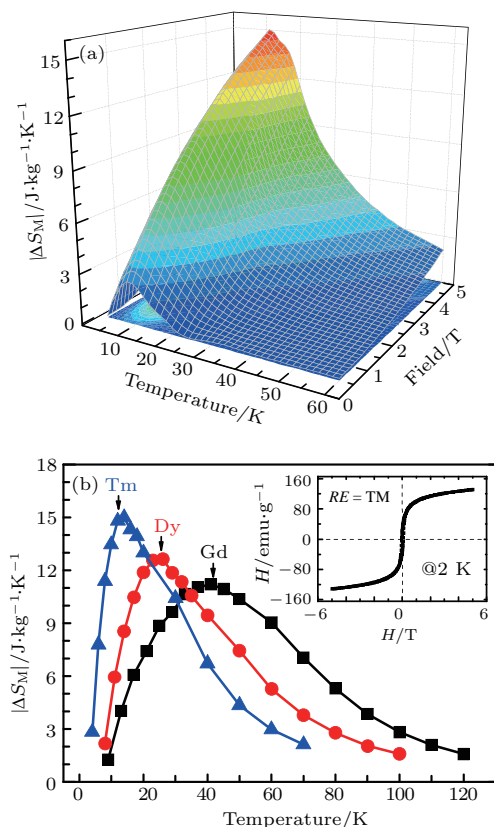 (a)
15
12
9
6
3
0
|ΔS_M|/J·kg⁻¹·K⁻¹
10
20
30
40
50
60
Temperature/K
0
1
2
3
4
5
Field/T
(b)
18
15
12
9
6
3
0
|ΔS_M|/J·kg⁻¹·K⁻¹
Tm
Dy
Gd
RE = TM
160
80
0
-80
-160
H/emu·g⁻¹
@2 K
-6
0
6
H/T
0
20
40
60
80
100
120
Temperature/K